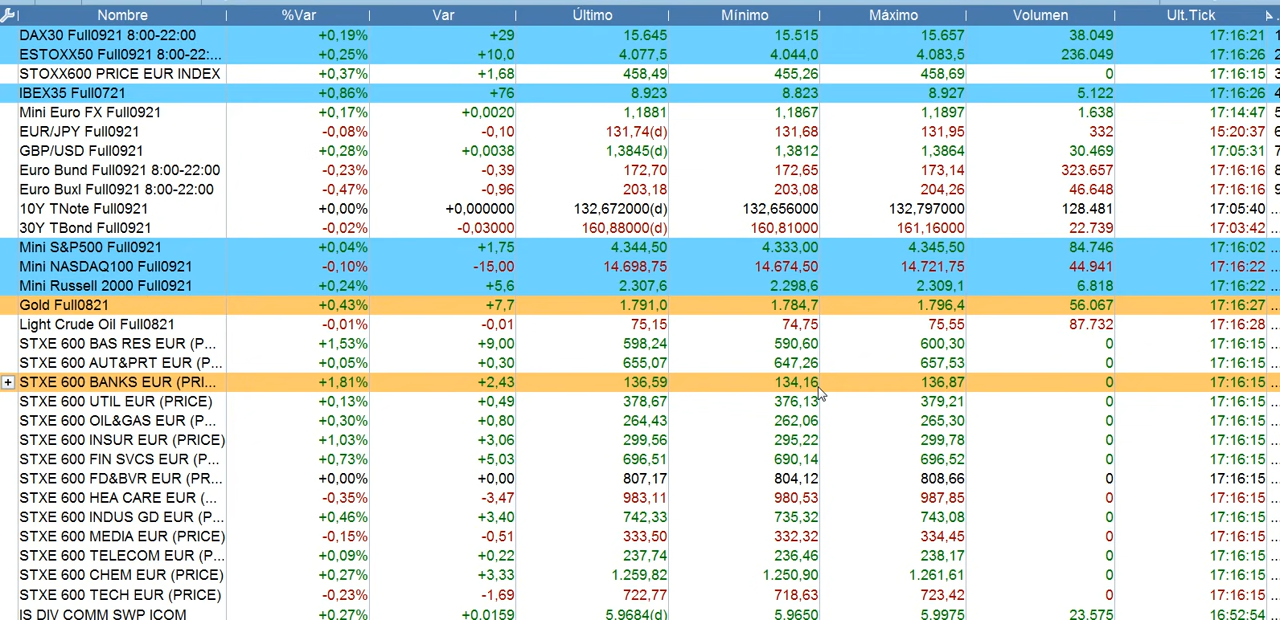 Nombre %Var Var Último Mínimo Máximo Volumen Ult.Tick
DAX30 Full0921 8:00-22:00 +0,19% +29 15.645 15.515 15.657 38.049 17:16:21
ESTOXX50 Full0921 8:00-22:... +0,25% +10,0 4.077,5 4.044,0 4.083,5 236.049 17:16:26
STOXX600 PRICE EUR INDEX +0,37% +1,68 458,49 455,26 458,69 0 17:16:15
IBEX35 Full0721 +0,86% +76 8.923 8.823 8.927 5.122 17:16:26
Mini Euro FX Full0921 +0,17% +0,0020 1,1881 1,1867 1,1897 1.638 17:14:47
EUR/JPY Full0921 -0,08% -0,10 131,74(d) 131,68 131,95 332 15:20:37
GBP/USD Full0921 +0,28% +0,0038 1,3845(d) 1,3812 1,3864 30.469 17:05:31
Euro Bund Full0921 8:00-22:00 -0,23% -0,39 172,70 172,65 173,14 323.657 17:16:16
Euro Buxl Full0921 8:00-22:00 -0,47% -0,96 203,18 203,08 204,26 46.648 17:16:16
10Y TNote Full0921 +0,00% +0,000000 132,672000(d) 132,656000 132,797000 128.481 17:05:40
30Y TBond Full0921 -0,02% -0,03000 160,88000(d) 160,81000 161,16000 22.739 17:03:42
Mini S&P500 Full0921 +0,04% +1,75 4.344,50 4.333,00 4.345,50 84.746 17:16:02
Mini NASDAQ100 Full0921 -0,10% -15,00 14.698,75 14.674,50 14.721,75 44.941 17:16:22
Mini Russell 2000 Full0921 +0,24% +5,6 2.307,6 2.298,6 2.309,1 6.818 17:16:22
Gold Full0821 +0,43% +7,7 1.791,0 1.784,7 1.796,4 56.067 17:16:27
Light Crude Oil Full0821 -0,01% -0,01 75,15 74,75 75,55 87.732 17:16:28
STXE 600 BAS RES EUR (P... +1,53% +9,00 598,24 590,60 600,30 0 17:16:15
STXE 600 AUT&PRT EUR (P... +0,05% +0,30 655,07 647,26 657,53 0 17:16:15
STXE 600 BANKS EUR (PRI... +1,81% +2,43 136,59 134,16 136,87 0 17:16:15
STXE 600 UTIL EUR (PRICE) +0,13% +0,49 378,67 376,13 379,21 0 17:16:15
STXE 600 OIL&GAS EUR (P... +0,30% +0,80 264,43 262,06 265,30 0 17:16:15
STXE 600 INSUR EUR (PRICE) +1,03% +3,06 299,56 295,22 299,78 0 17:16:15
STXE 600 FIN SVCS EUR (P... +0,73% +5,03 696,51 690,14 696,52 0 17:16:15
STXE 600 FD&BVR EUR (PR... +0,00% +0,00 807,17 804,12 808,66 0 17:16:15
STXE 600 HEA CARE EUR (... -0,35% -3,47 983,11 980,53 987,85 0 17:16:15
STXE 600 INDUS GD EUR (P... +0,46% +3,40 742,33 735,32 743,08 0 17:16:15
STXE 600 MEDIA EUR (PRICE) -0,15% -0,51 333,50 332,32 334,45 0 17:16:15
STXE 600 TELECOM EUR (P... +0,09% +0,22 237,74 236,46 238,17 0 17:16:15
STXE 600 CHEM EUR (PRICE) +0,27% +3,33 1.259,82 1.250,90 1.261,61 0 17:16:15
STXE 600 TECH EUR (PRICE) -0,23% -1,69 722,77 718,63 723,42 0 17:16:15
IS DIV COMM SWP ICOM +0,27% +0,0159 5,9684(d) 5,9650 5,9975 23.575 16:52:54